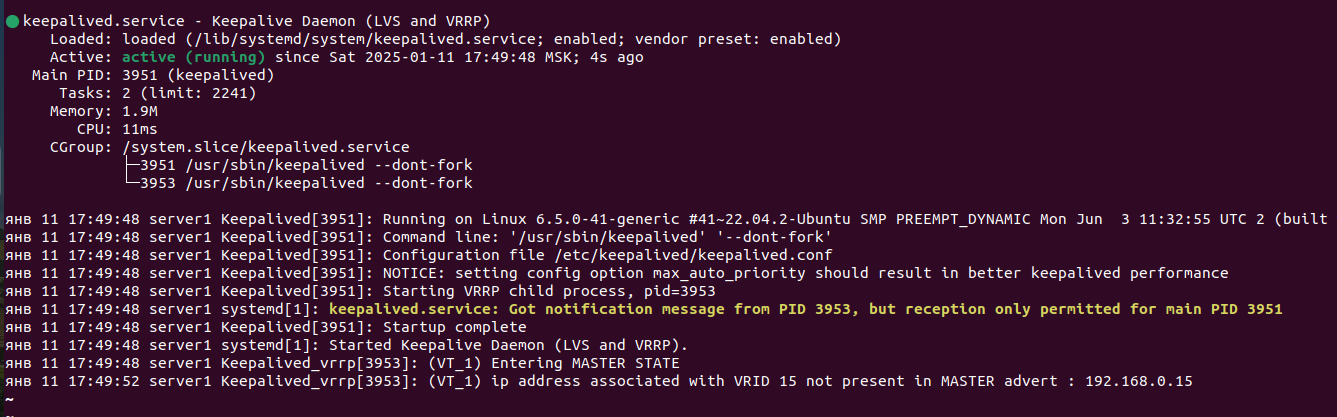 ●keepalived.service - Keepalive Daemon (LVS and VRRP)
Loaded: loaded (/lib/systemd/system/keepalived.service; enabled; vendor preset: enabled)
Active: active (running) since Sat 2025-01-11 17:49:48 MSK; 4s ago
Main PID: 3951 (keepalived)
Tasks: 2 (limit: 2241)
Memory: 1.9M
CPU: 11ms
CGroup: /system.slice/keepalived.service
├─3951 /usr/sbin/keepalived --dont-fork
└─3953 /usr/sbin/keepalived --dont-fork
янв 11 17:49:48 server1 Keepalived[3951]: Running on Linux 6.5.0-41-generic #41~22.04.2-Ubuntu SMP PREEMPT_DYNAMIC Mon Jun  3 11:32:55 UTC 2 (built
янв 11 17:49:48 server1 Keepalived[3951]: Command line: '/usr/sbin/keepalived' '--dont-fork'
янв 11 17:49:48 server1 Keepalived[3951]: Configuration file /etc/keepalived/keepalived.conf
янв 11 17:49:48 server1 Keepalived[3951]: NOTICE: setting config option max_auto_priority should result in better keepalived performance
янв 11 17:49:48 server1 Keepalived[3951]: Starting VRRP child process, pid=3953
янв 11 17:49:48 server1 systemd[1]: keepalived.service: Got notification message from PID 3953, but reception only permitted for main PID 3951
янв 11 17:49:48 server1 Keepalived[3951]: Startup complete
янв 11 17:49:48 server1 systemd[1]: Started Keepalive Daemon (LVS and VRRP).
янв 11 17:49:48 server1 Keepalived_vrrp[3953]: (VT_1) Entering MASTER STATE
янв 11 17:49:52 server1 Keepalived_vrrp[3953]: (VT_1) ip address associated with VRID 15 not present in MASTER advert : 192.168.0.15
~
~